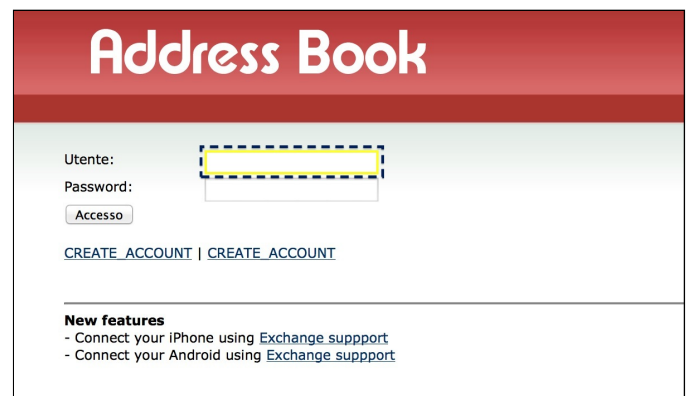 Address Book
Utente:
Password:
Accesso
CREATE_ACCOUNT | CREATE_ACCOUNT
New features
- Connect your iPhone using Exchange suppport
- Connect your Android using Exchange suppport